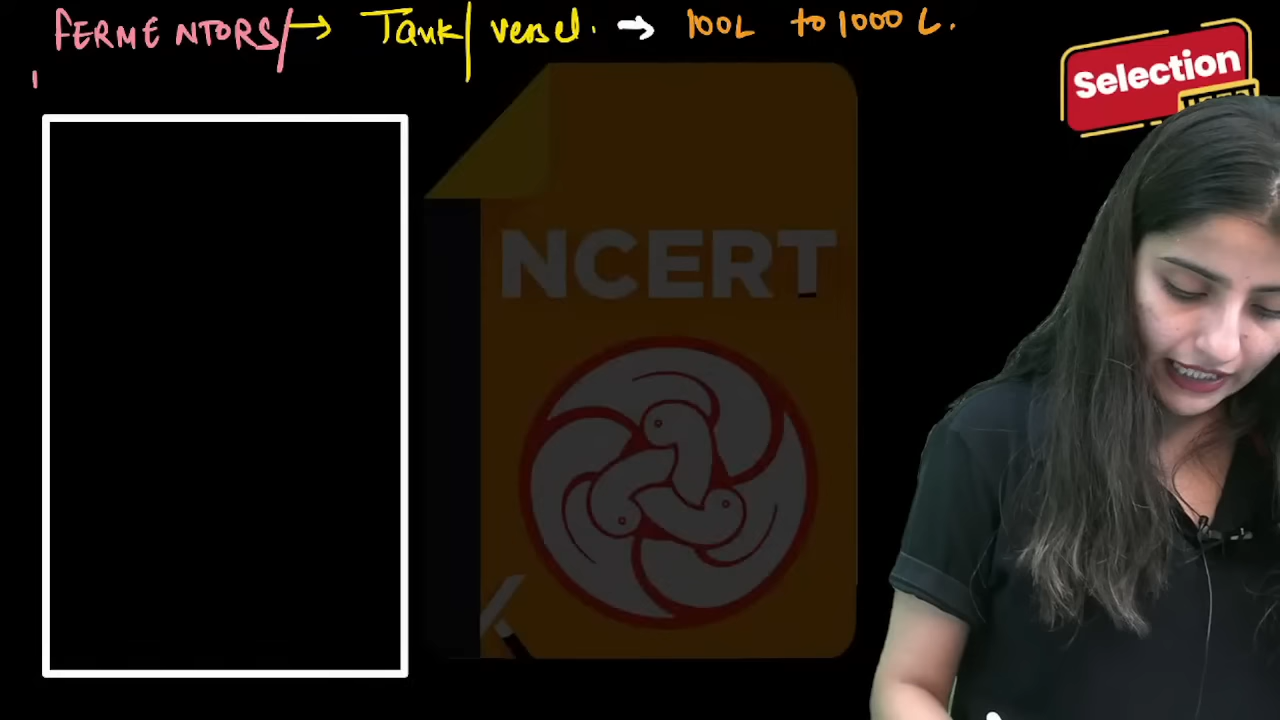 FERMENTORS/→ Tank/ vessel. → 100L to 1000 L.
Selection
NCERT